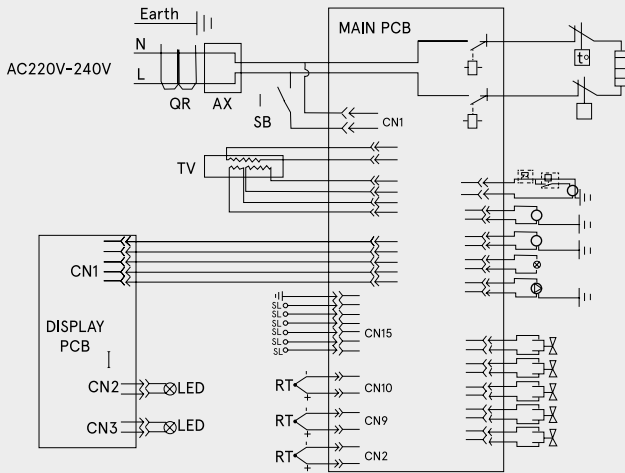 Earth
MAIN PCB
N
AC220V-240V
L
t°
QR
AX
SB
CN1
TV
CN1
SL
SL
SL
SL
SL
SL
CN15
DISPLAY
PCB
CN2
LED
RT
CN10
CN3
LED
RT
CN9
RT
CN2